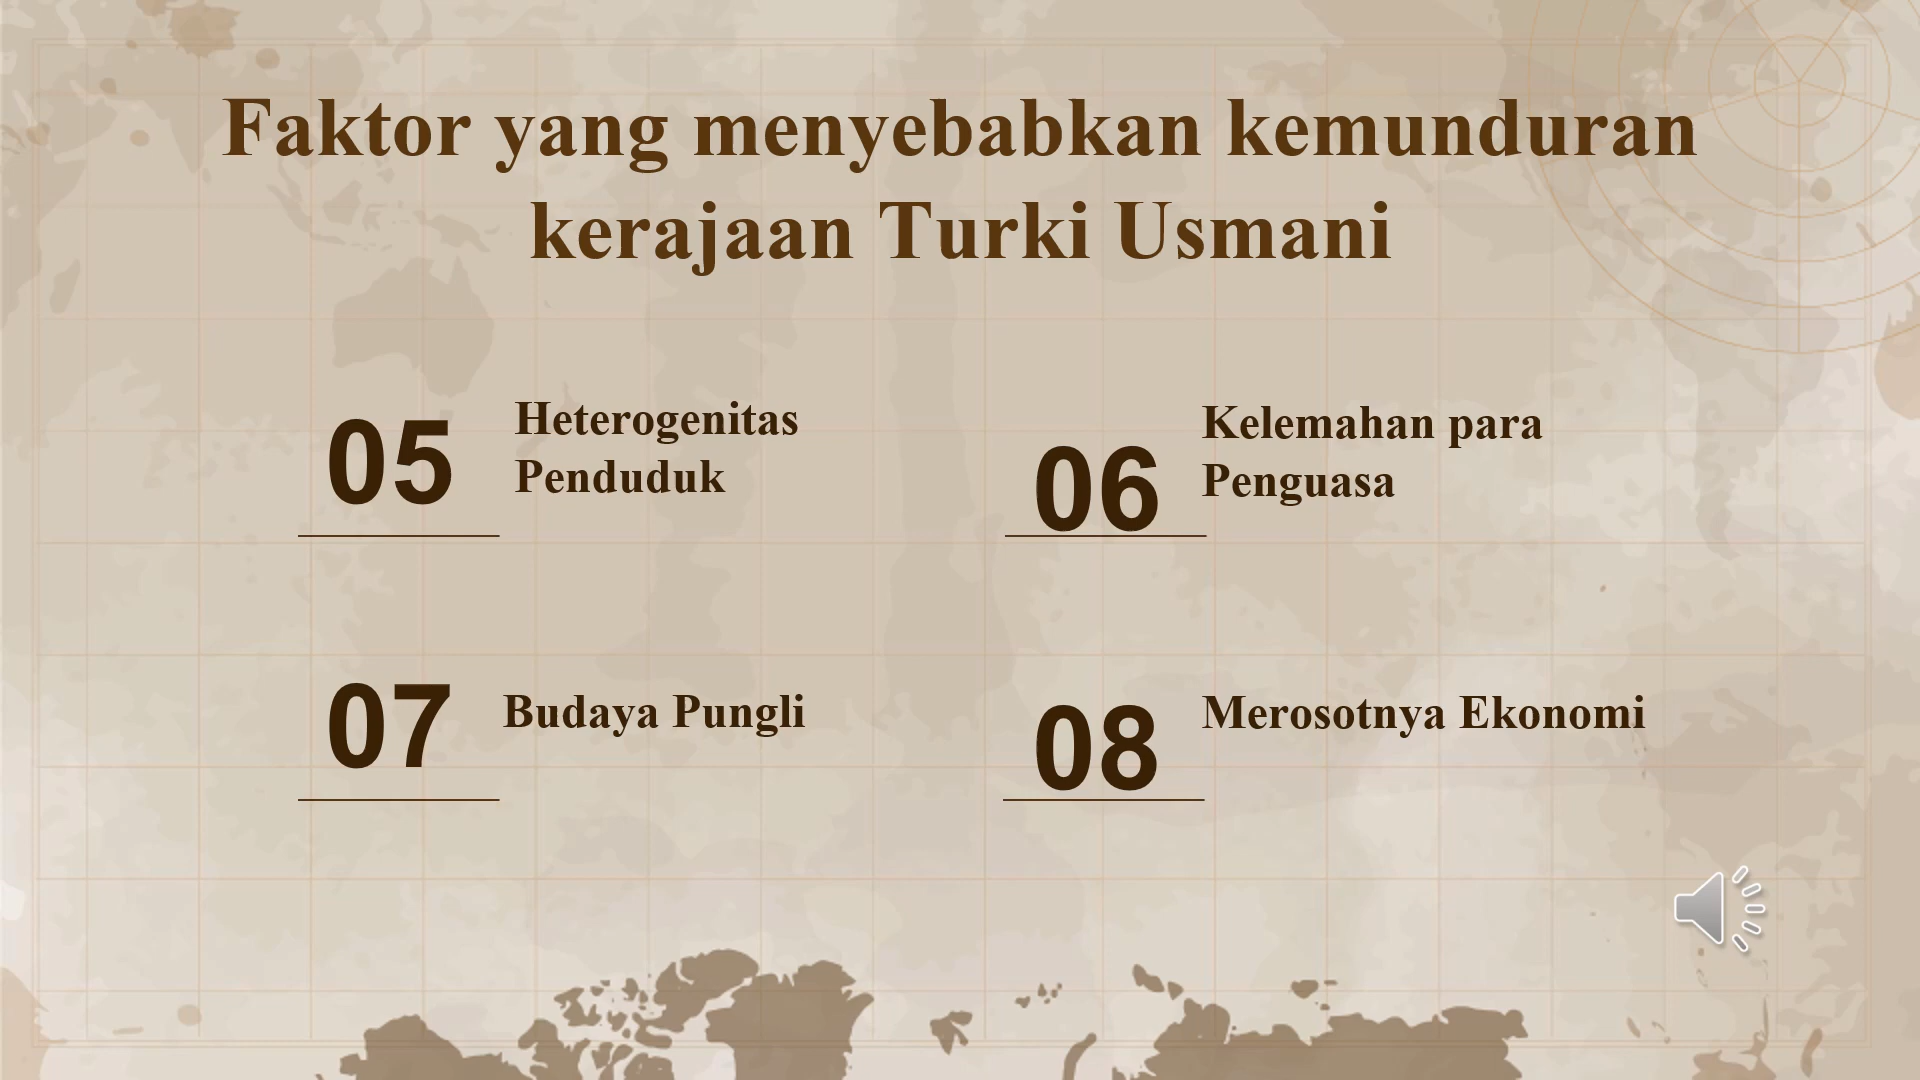 Faktor yang menyebabkan kemunduran
kerajaan Turki Usmani
05
Heterogenitas
Penduduk
06
Kelemahan para
Penguasa
07
Budaya Pungli
08
Merosotnya Ekonomi